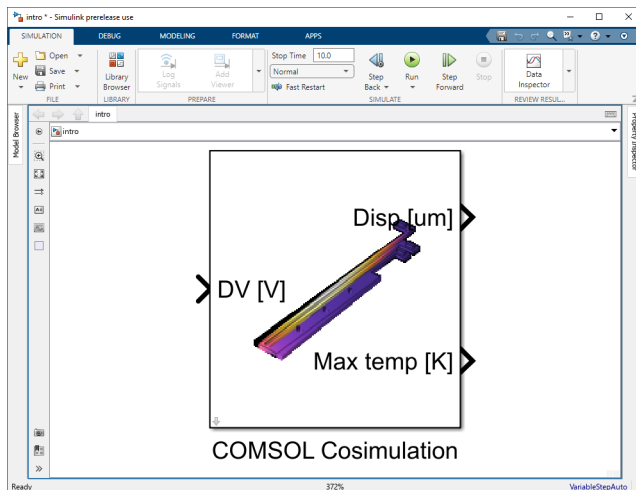 intro * - Simulink prerelease use
SIMULATION DEBUG MODELING FORMAT APPS
New
Open
Save
Print
FILE
Library
Browser
LIBRARY
Log
Signals
Add
Viewer
PREPARE
Stop Time 10.0
Normal
Fast Restart
Step
Back
Run
Step
Forward
Stop
SIMULATE
Data
Inspector
REVIEW RESUL...
Model Browser
intro
intro
Property Inspector
Disp [um]
DV [V]
Max temp [K]
COMSOL Cosimulation
Ready 372% VariableStepAuto